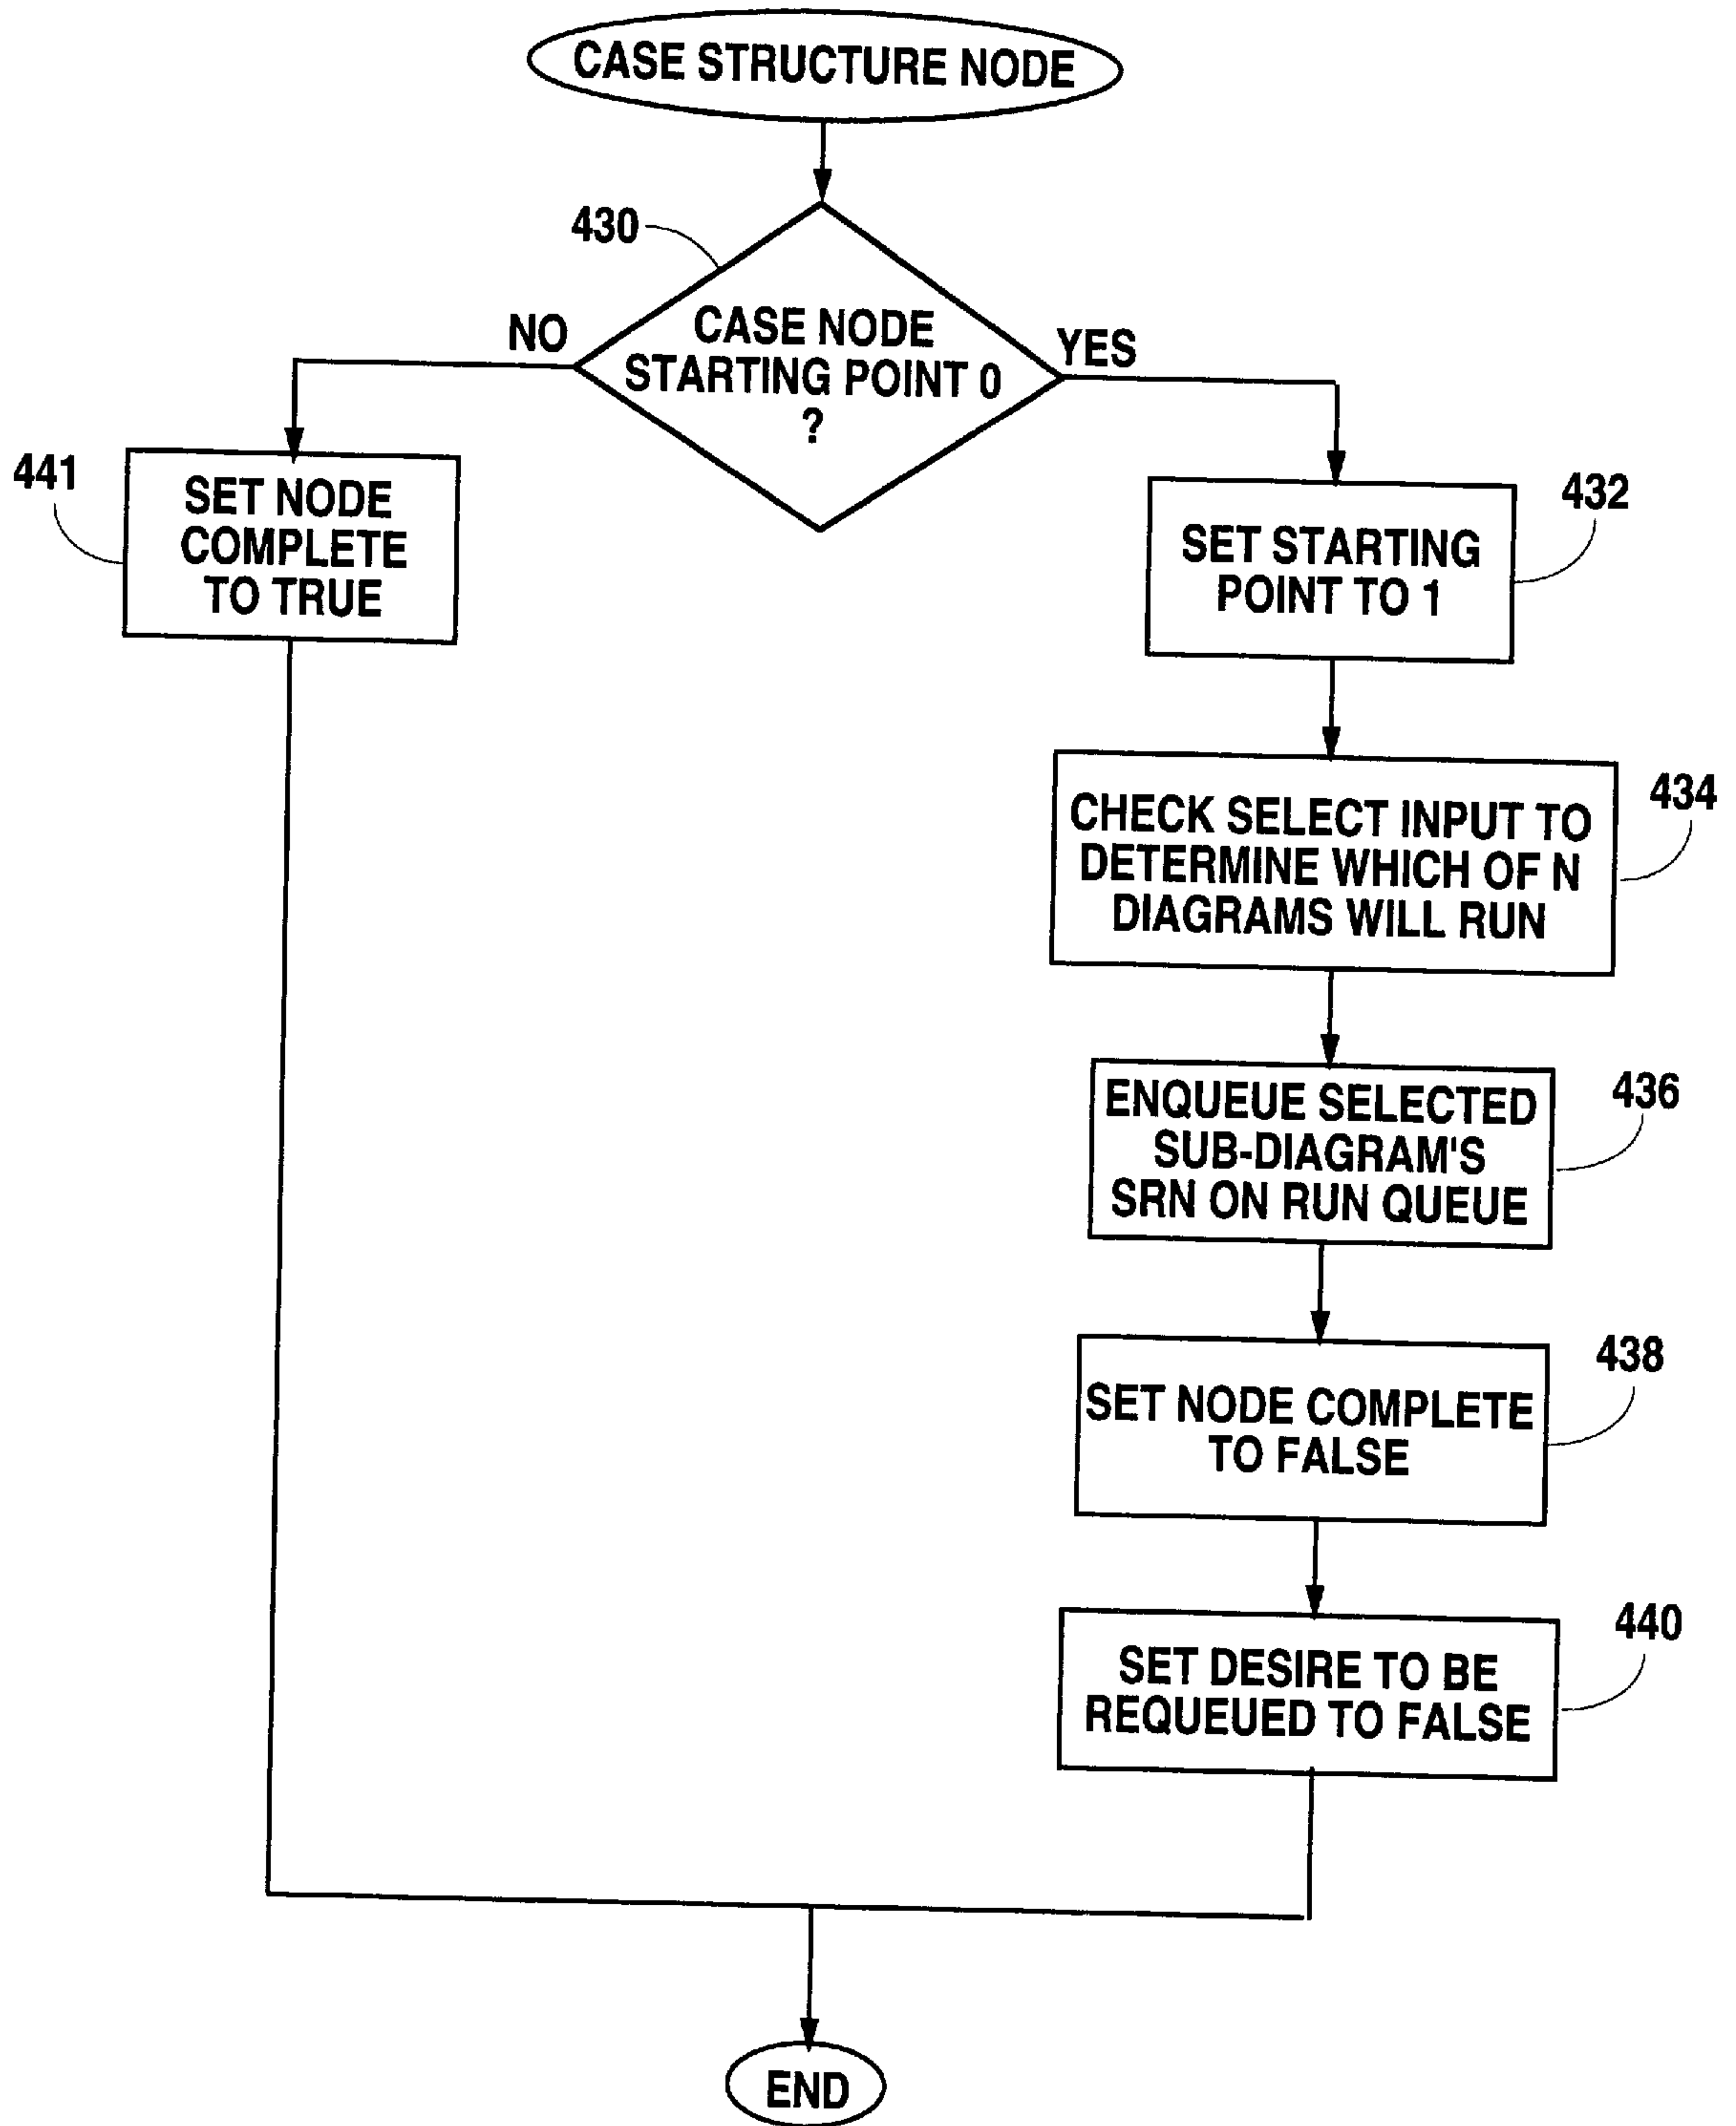 CASE STRUCTURE NODE
430
CASE NODE
STARTING POINT 0
?
NO
YES
441
SET NODE
COMPLETE
TO TRUE
432
SET STARTING
POINT TO 1
434
CHECK SELECT INPUT TO
DETERMINE WHICH OF N
DIAGRAMS WILL RUN
436
ENQUEUE SELECTED
SUB-DIAGRAM'S
SRN ON RUN QUEUE
438
SET NODE COMPLETE
TO FALSE
440
SET DESIRE TO BE
REQUEUED TO FALSE
END